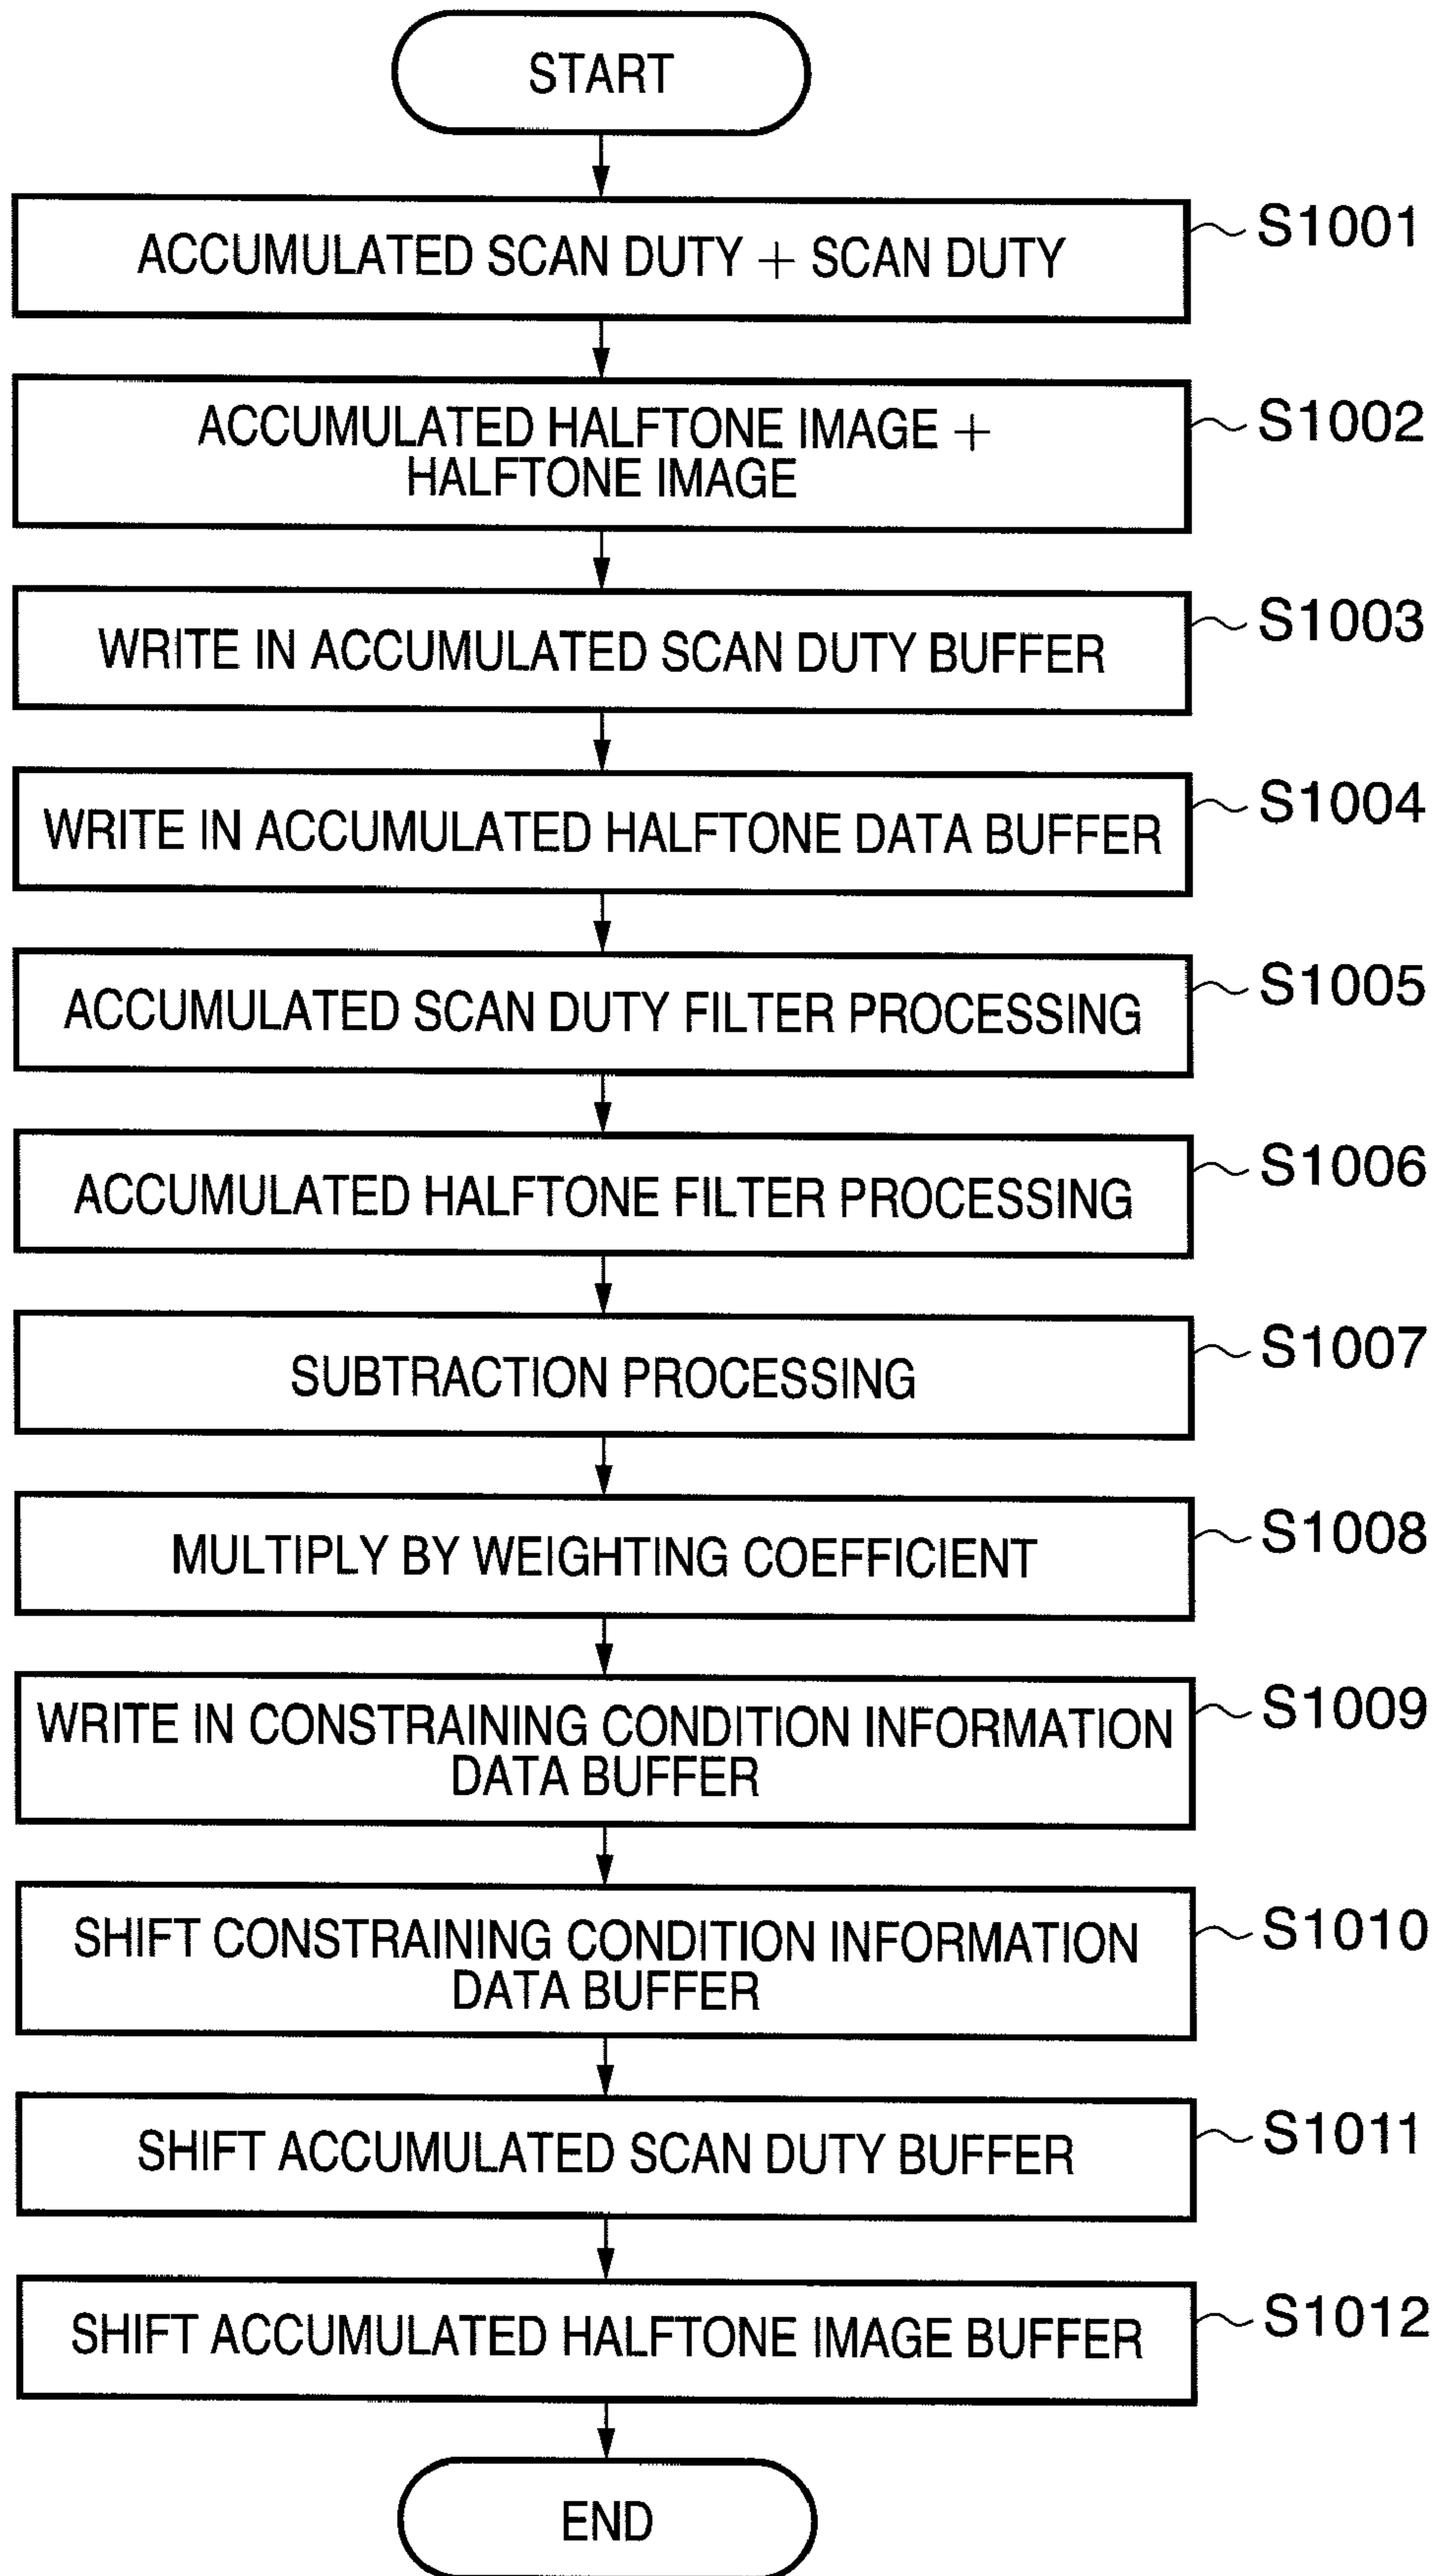 START
ACCUMULATED SCAN DUTY + SCAN DUTY
S1001
ACCUMULATED HALFTONE IMAGE +
HALFTONE IMAGE
S1002
WRITE IN ACCUMULATED SCAN DUTY BUFFER
S1003
WRITE IN ACCUMULATED HALFTONE DATA BUFFER
S1004
ACCUMULATED SCAN DUTY FILTER PROCESSING
S1005
ACCUMULATED HALFTONE FILTER PROCESSING
S1006
SUBTRACTION PROCESSING
S1007
MULTIPLY BY WEIGHTING COEFFICIENT
S1008
WRITE IN CONSTRAINING CONDITION INFORMATION
DATA BUFFER
S1009
SHIFT CONSTRAINING CONDITION INFORMATION
DATA BUFFER
S1010
SHIFT ACCUMULATED SCAN DUTY BUFFER
S1011
SHIFT ACCUMULATED HALFTONE IMAGE BUFFER
S1012
END